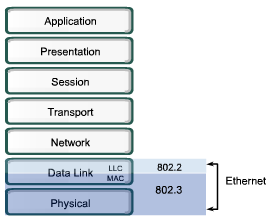 Application
Presentation
Session
Transport
Network
Data Link LLC 802.2
MAC
802.3
Ethernet
Physical